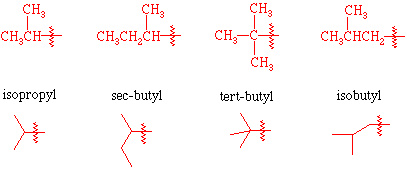 CH3 CH3 CH3 CH3
CH3CH CH3CH2CH CH3 C CH3CHCH2
CH3
isopropyl sec-butyl tert-butyl isobutyl